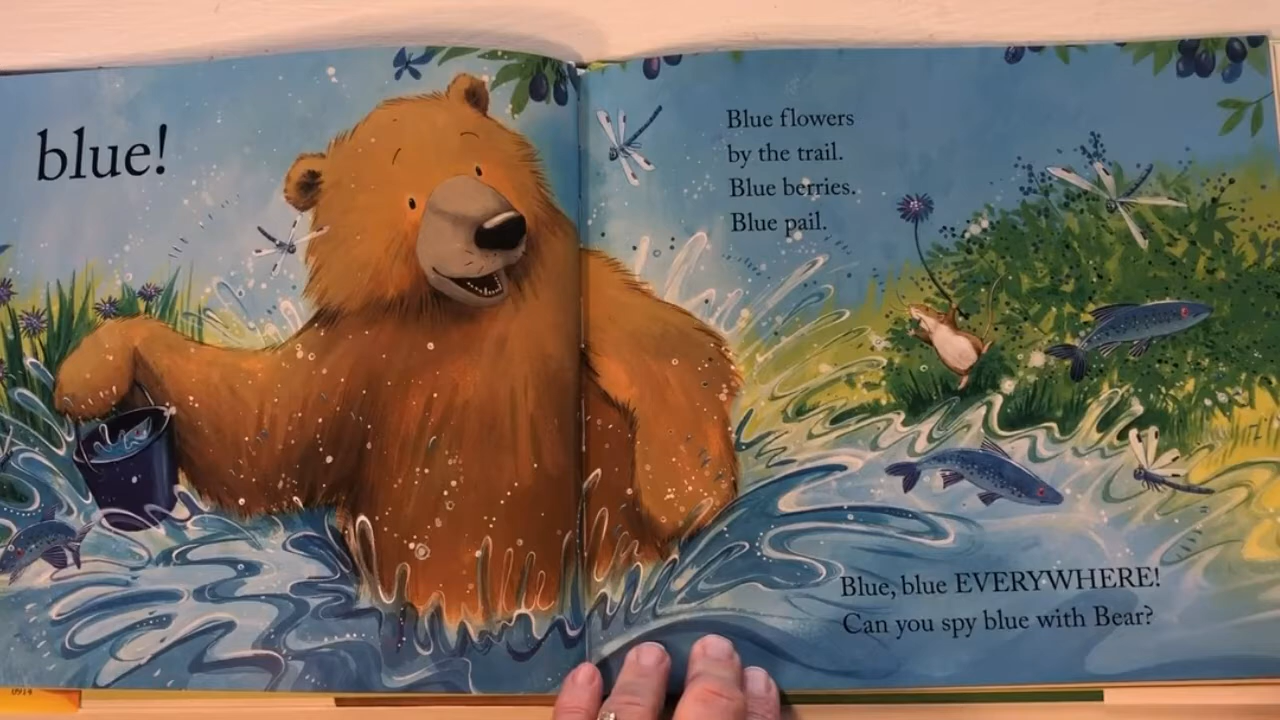 blue!
Blue flowers
by the trail.
Blue berries.
Blue pail.
Blue, blue EVERYWHERE!
Can you spy blue with Bear?
0914